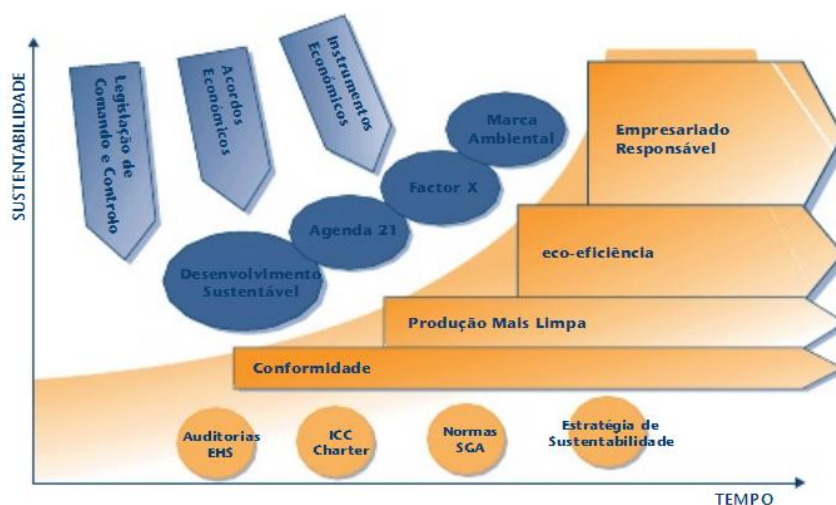 SUSTENTABILIDADE
Legislação de
Comando e Controlo
Acordos
Económicos
Instrumentos
Económicos
Marca
Ambiental
Factor X
Agenda 21
Desenvolvimento
Sustentável
Empresariado
Responsável
eco-eficiência
Produção Mais Limpa
Conformidade
Auditorias
EHS
ICC
Charter
Normas
SGA
Estratégia de
Sustentabilidade
TEMPO